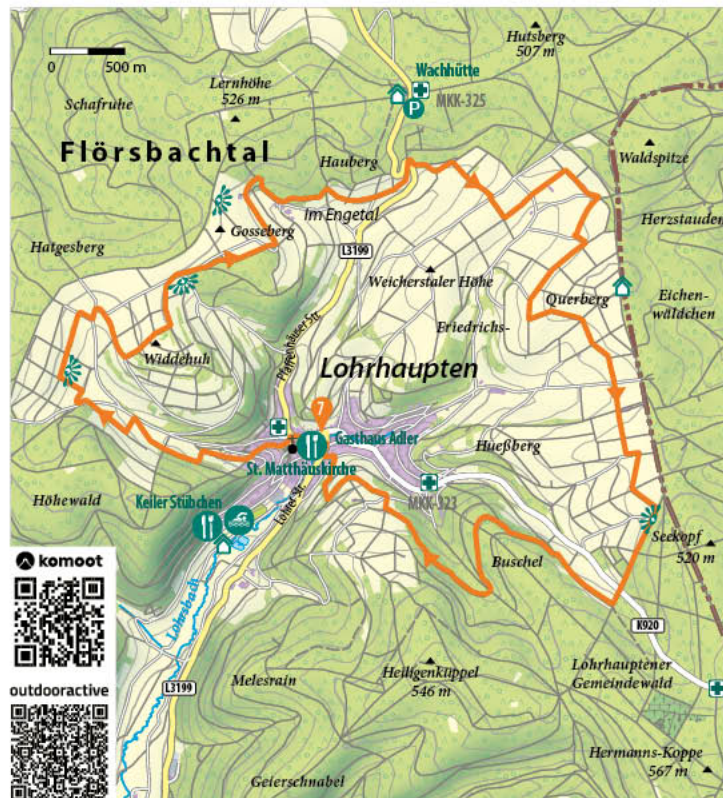 0 500 m
Hutsberg
507 m
Wachhütte
MKK-325
P
Lernhöhe
526 m
Schafruhe
Flörsbachtal
Hauberg
Waldspitze
Im Engetal
Herzstauden
Gosseberg
Hatgesberg
L3199
Weicherstaler Höhe
Querberg
Eichen-
wäldchen
Friedrichs-
Widdehuh
Pfaffenhäuser Str.
Lohrhaupten
7
Gasthaus Adler
Hueßberg
St. Matthäuskirche
MKK-323
Höhewald
Keiler Stübchen
Lohrer Str.
Seekopf
520 m
Buschel
komoot
Lohrsbach
K920
outdooractive
L3199
Melesrain
Heiligenküppel
546 m
Lohrhauptener
Gemeindewald
Hermanns-Koppe
567 m
Geierschnabel